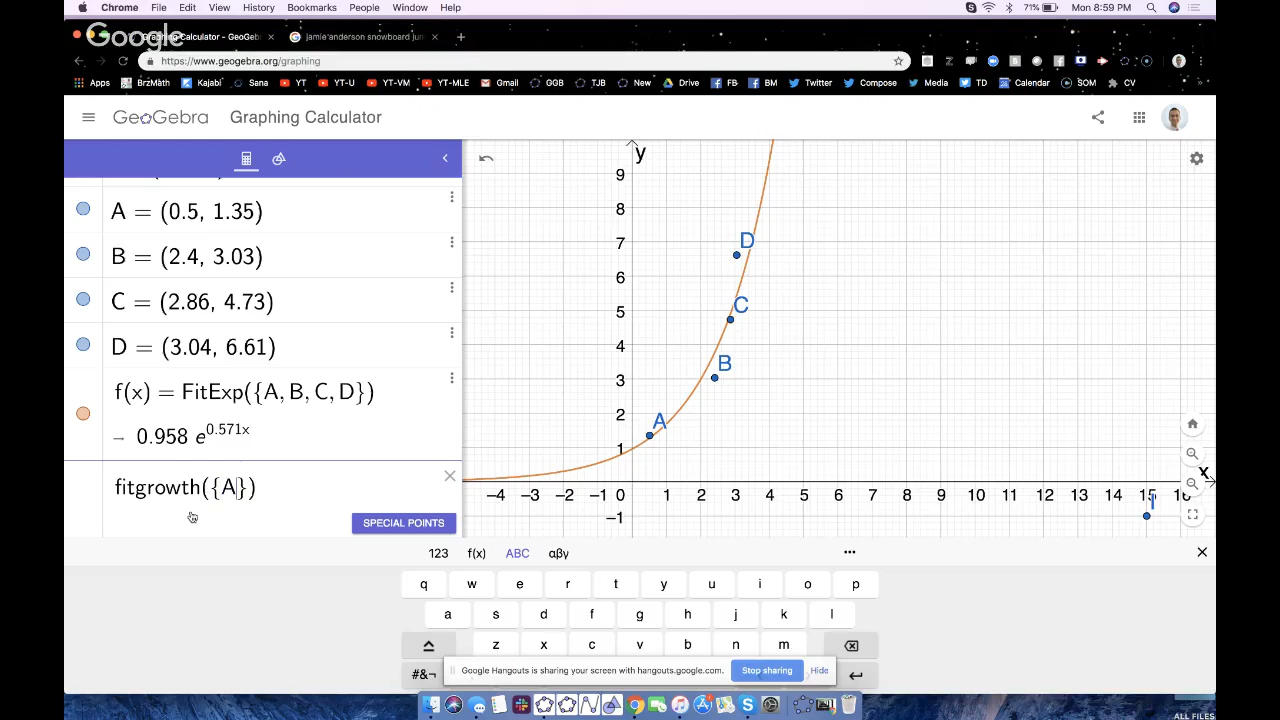 Chrome File Edit View History Bookmarks People Window Help 71% Mon 8:59 PM
Google
Graphing Calculator - GeoGeb × jamie anderson snowboard jum × +
https://www.geogebra.org/graphing
Apps BrzMath Kajabi Sana YT YT-U YT-VM YT-MLE Gmail GGB TJB New Drive FB BM Twitter Compose Media TD Calendar SOM CV
GeoGebra Graphing Calculator
A = (0.5, 1.35)
B = (2.4, 3.03)
C = (2.86, 4.73)
D = (3.04, 6.61)
f(x) = FitExp({A, B, C, D})
→ 0.958 e^0.571x
fitgrowth({A})
SPECIAL POINTS
y
9
8
7
6
5
4
3
2
1
−1
D
C
B
A
x
−4 −3 −2 −1 0 1 2 3 4 5 6 7 8 9 10 11 12 13 14 15 16
I
123 f(x) ABC αβγ ...
q w e r t y u i o p
a s d f g h j k l
z x c v b n m
#&¬
Google Hangouts is sharing your screen with hangouts.google.com. Stop sharing Hide
ALL FILES